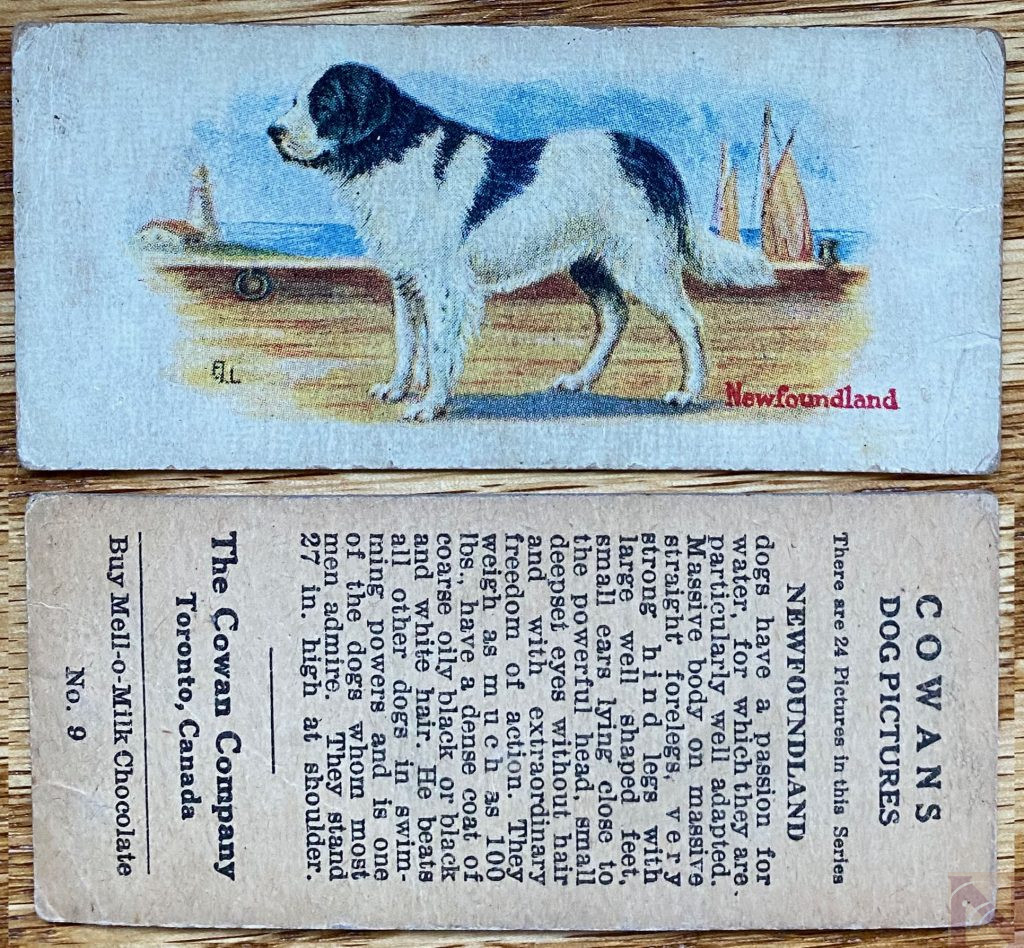 ELL
Newfoundland
COWANS
DOG PICTURES
There are 24 Pictures in this Series
NEWFOUNDLAND
dogs have a passion for
water, for which they are
particularly well adapted.
Massive body on massive
straight forelegs, very
strong hind legs with
large well shaped feet,
small ears lying close to
the powerful head, small
deepset eyes without hair
and with extraordinary
freedom of action. They
weigh as much as 100
lbs., have a dense coat of
coarse oily black or black
and white hair. He beats
all other dogs in swim-
ming powers and is one
of the dogs whom most
men admire. They stand
27 in. high at shoulder.
The Cowan Company
Toronto, Canada
Buy Mell-o-Milk Chocolate
No. 9